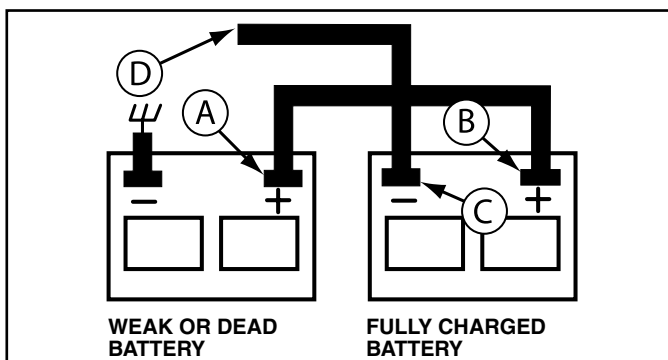 D
A
B
C
− + − +
WEAK OR DEAD
BATTERY
FULLY CHARGED
BATTERY